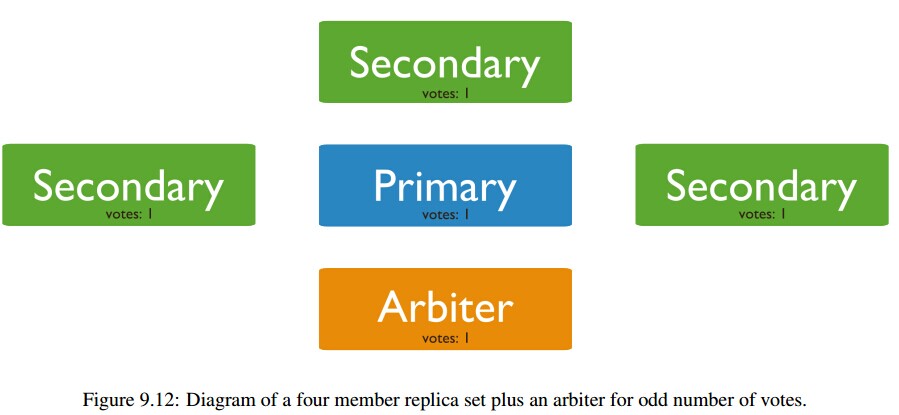 Secondary
votes: 1
Secondary
votes: 1
Primary
votes: 1
Secondary
votes: 1
Arbiter
votes: 1
Figure 9.12: Diagram of a four member replica set plus an arbiter for odd number of votes.